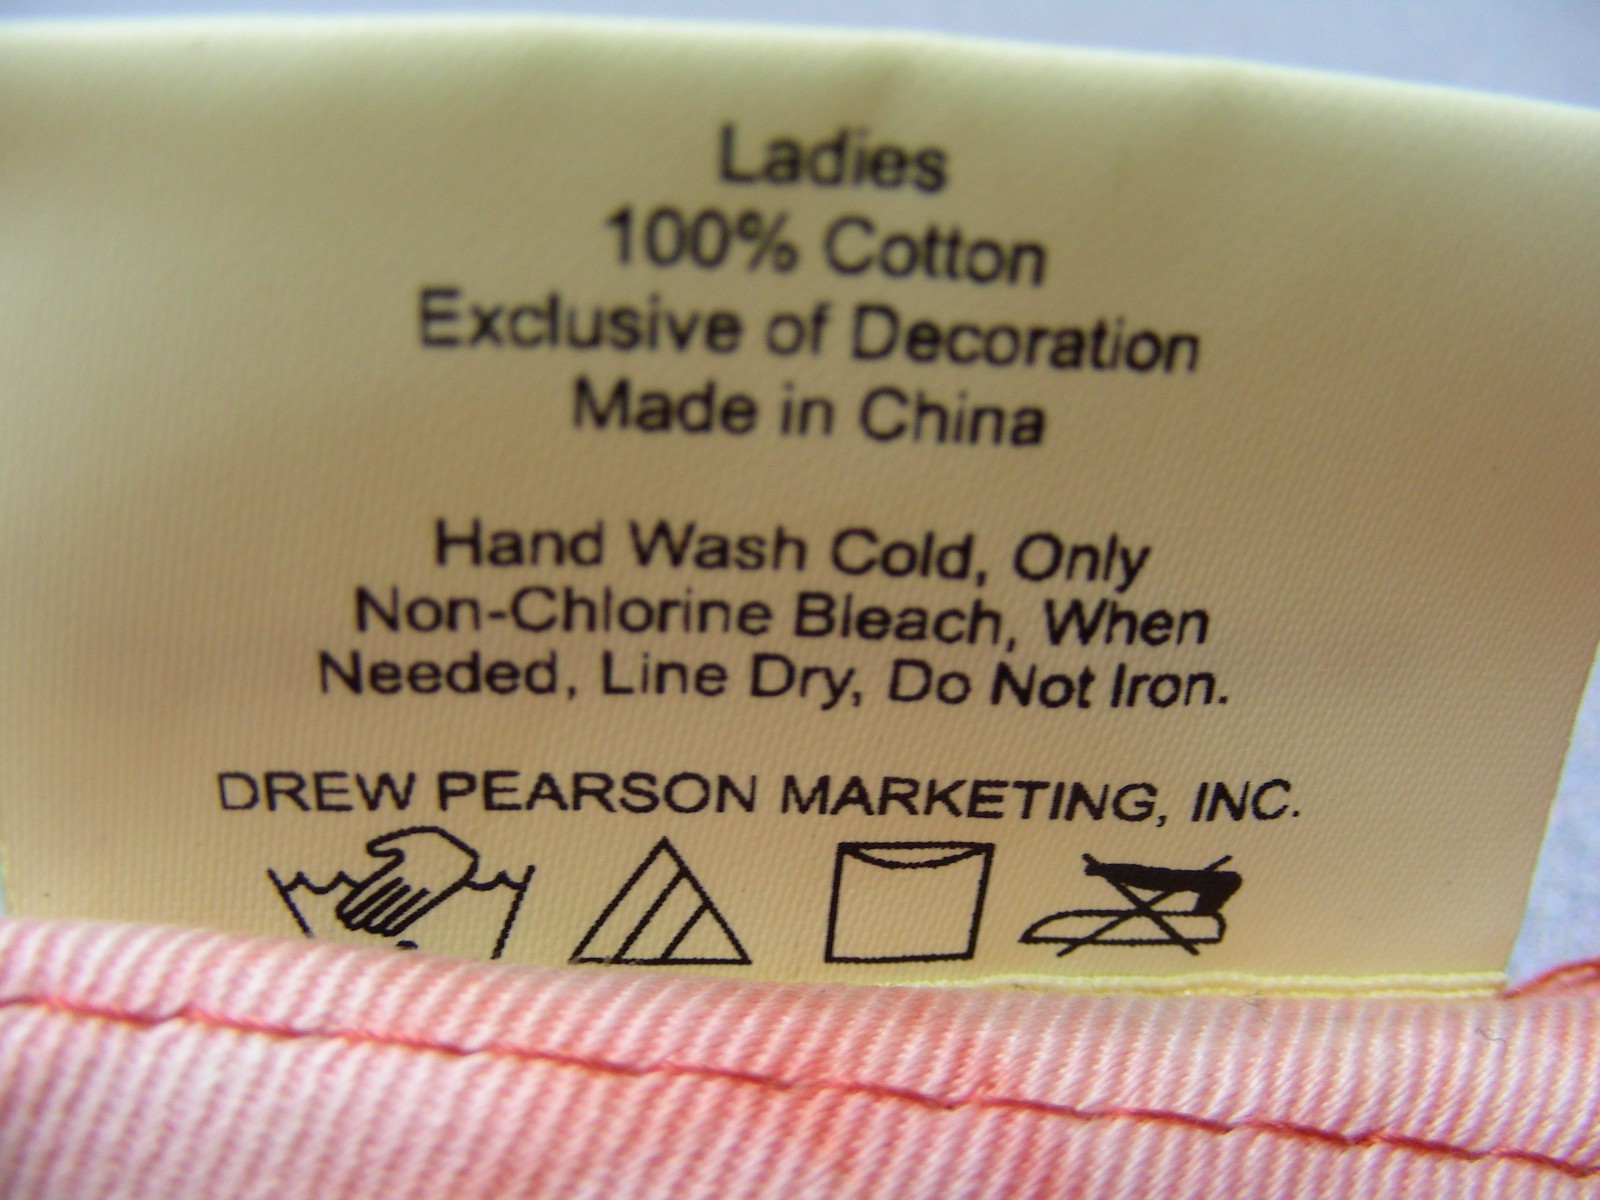 Ladies
100% Cotton
Exclusive of Decoration
Made in China
Hand Wash Cold, Only
Non-Chlorine Bleach, When
Needed, Line Dry, Do Not Iron.
DREW PEARSON MARKETING, INC.